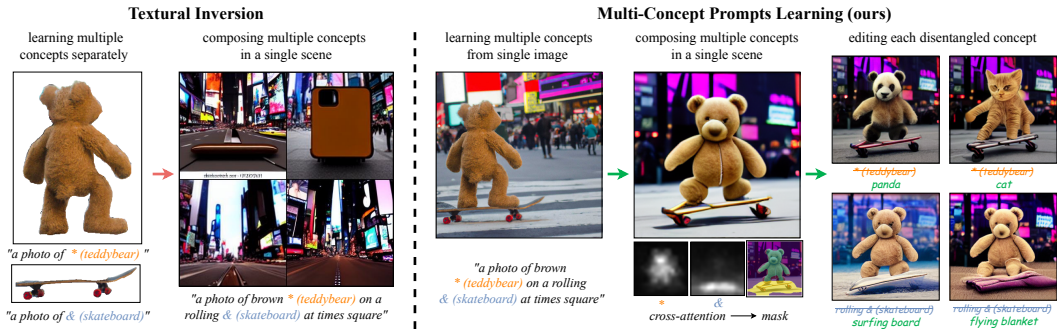 Textural Inversion
learning multiple
concepts separately
composing multiple concepts
in a single scene
"a photo of * (teddybear) "
"a photo of & (skateboard)"
"a photo of brown * (teddybear) on a
rolling & (skateboard) at times square"
Multi-Concept Prompts Learning (ours)
learning multiple concepts
from single image
composing multiple concepts
in a single scene
editing each disentangled concept
"a photo of brown
* (teddybear) on a rolling
& (skateboard) at times square"
* &
cross-attention mask
* (teddybear)
panda
* (teddybear)
cat
rolling & (skateboard)
surfing board
rolling & (skateboard)
flying blanket